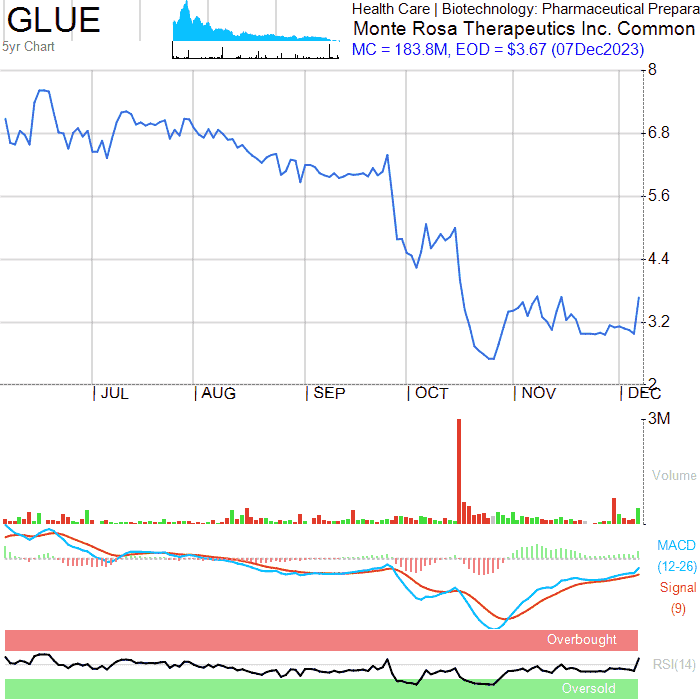 GLUE
5yr Chart
Health Care | Biotechnology: Pharmaceutical Prepara
Monte Rosa Therapeutics Inc. Common
MC = 183.8M, EOD = $3.67 (07Dec2023)
8
6.8
5.6
4.4
3.2
2
JUL
AUG
SEP
OCT
NOV
DEC
3M
Volume
MACD
(12-26)
Signal
(9)
Overbought
RSI(14)
Oversold